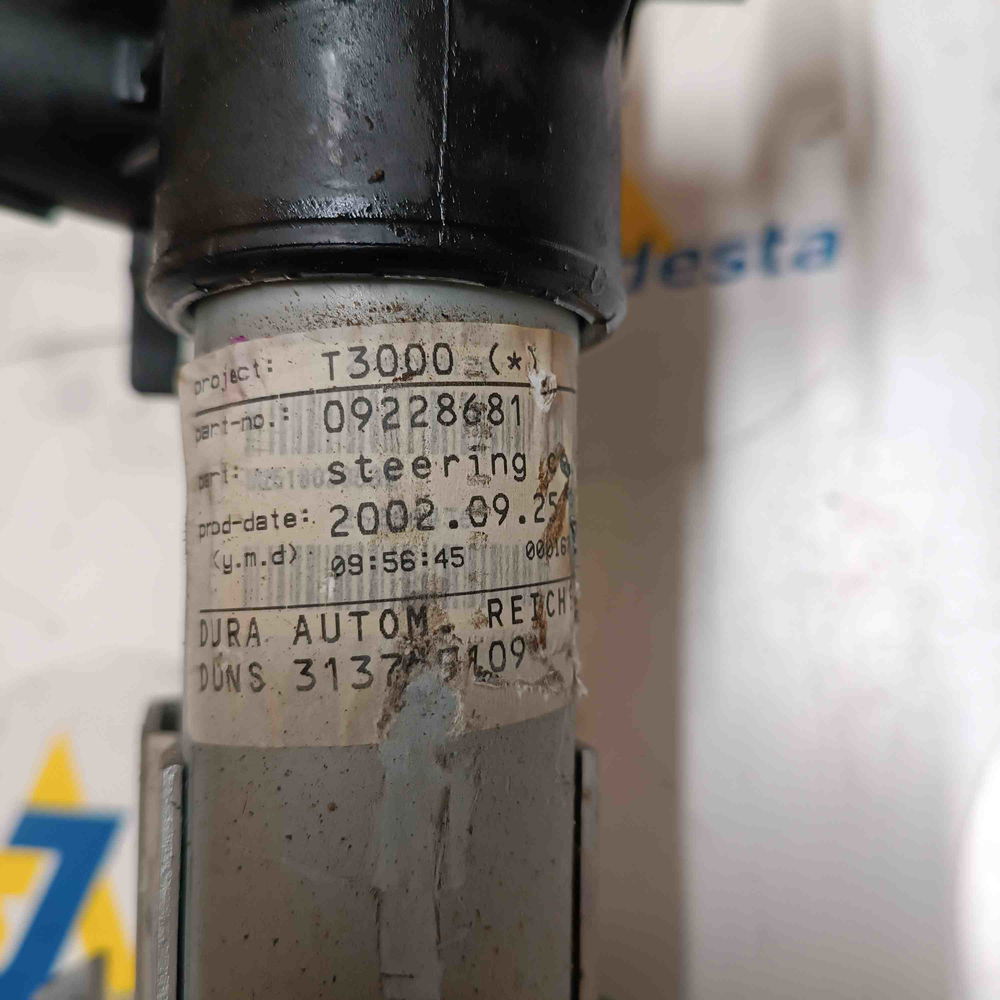 desta
project: T3000 (*)
part-no.: 09228681
part: steering
prod-date: 2002.09.25
(y.m.d) 09:56:45
DURA AUTOM. REICH
DUNS